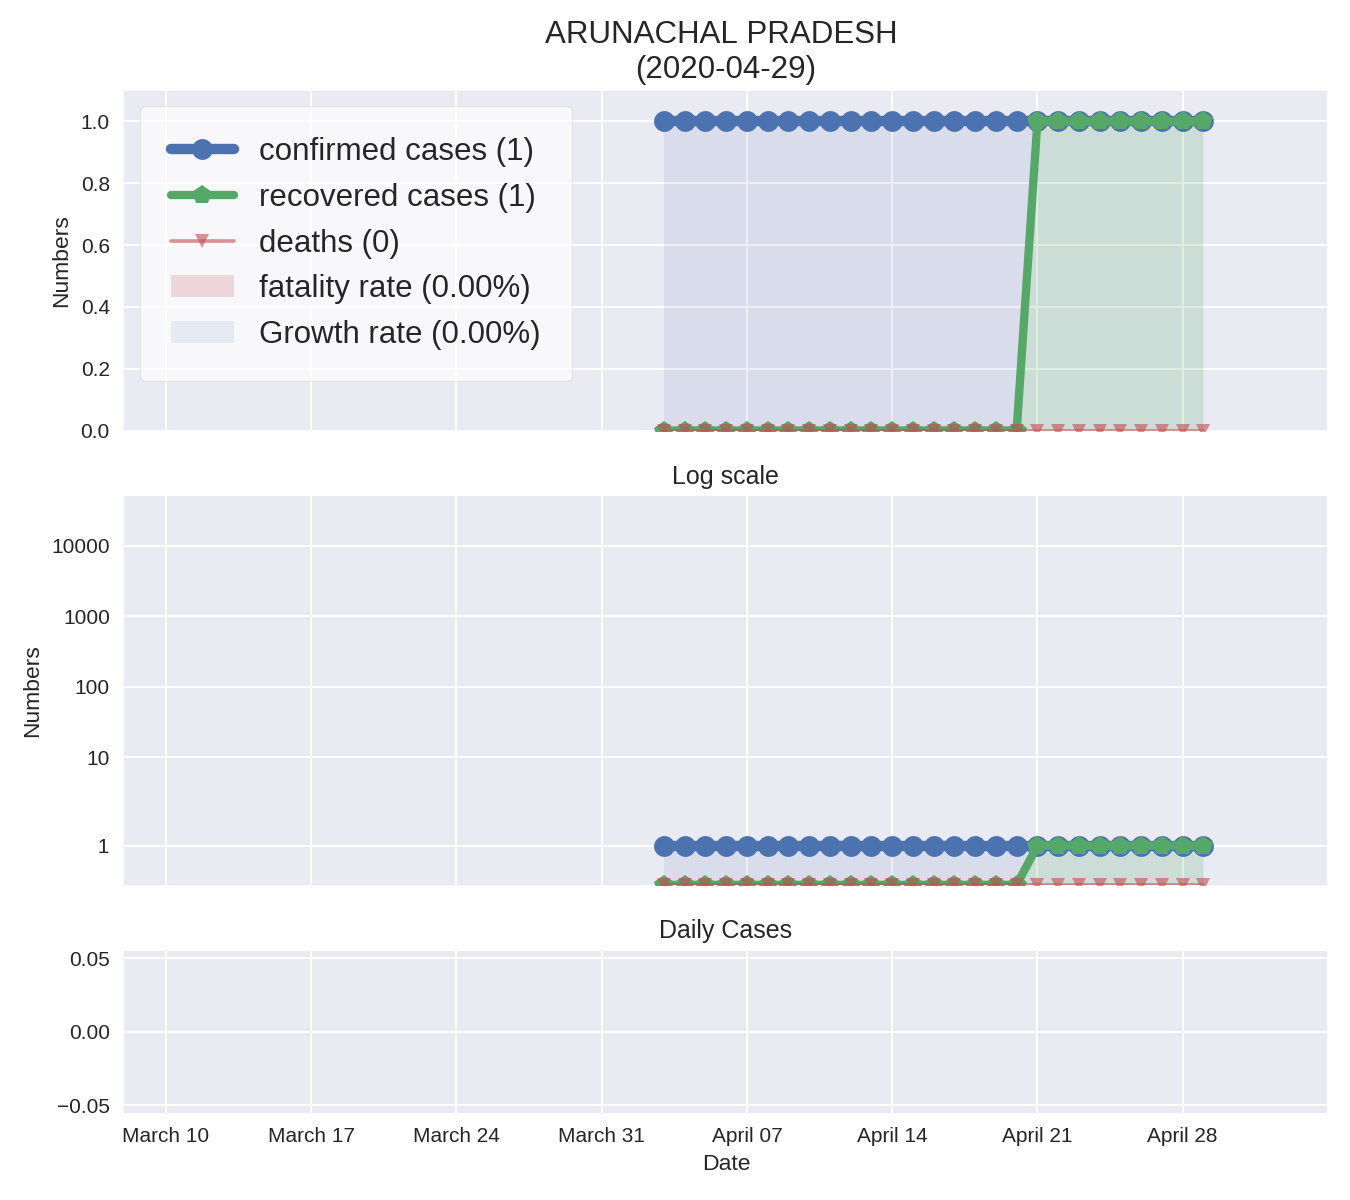 ARUNACHAL PRADESH
(2020-04-29)
1.0
0.8
0.6
0.4
0.2
0.0
Numbers
confirmed cases (1)
recovered cases (1)
deaths (0)
fatality rate (0.00%)
Growth rate (0.00%)
Log scale
10000
1000
100
10
1
Numbers
Daily Cases
0.05
0.00
−0.05
March 10 March 17 March 24 March 31 April 07 April 14 April 21 April 28
Date